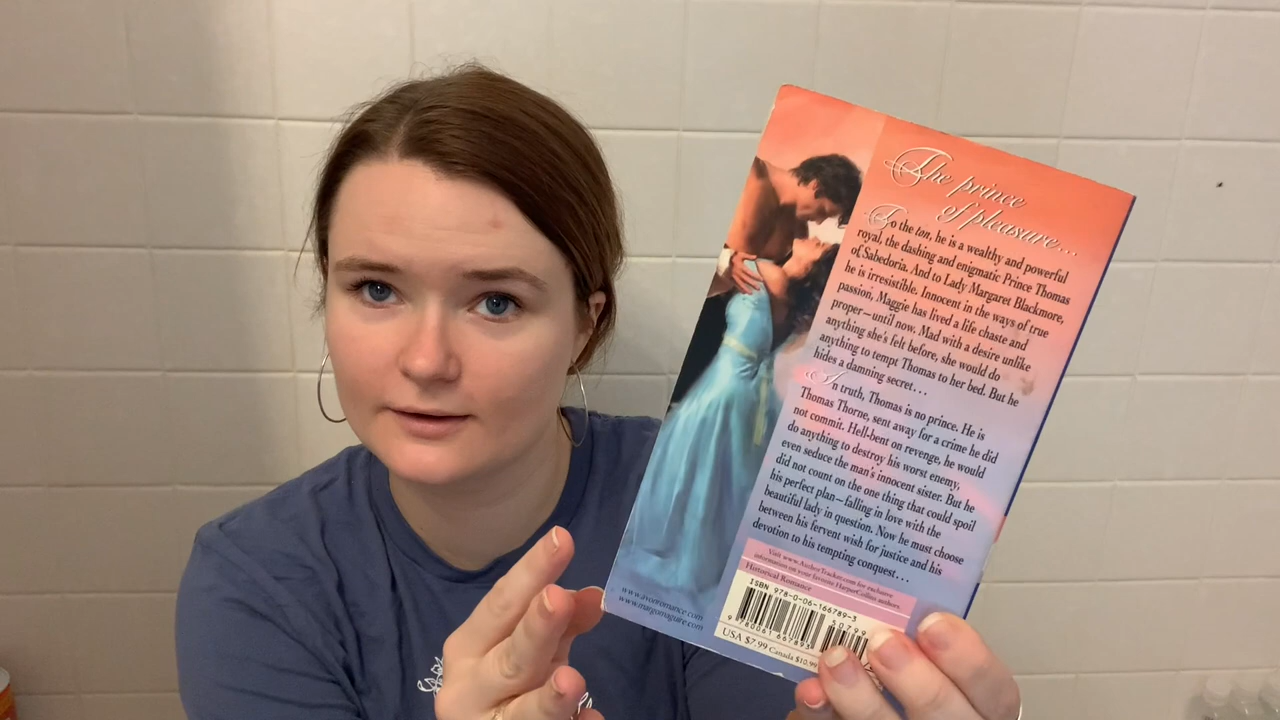 The prince
of pleasure...
To the ton, he is a wealthy and powerful
royal, the dashing and enigmatic Prince Thomas
of Sabedoria. And to Lady Margaret Blackmore,
he is irresistible. Innocent in the ways of true
passion, Maggie has lived a life chaste and
proper—until now. Mad with a desire unlike
anything she's felt before, she would do
anything to tempt Thomas to her bed. But he
hides a damning secret...
In truth, Thomas is no prince. He is
Thomas Thorne, sent away for a crime he did
not commit. Hell-bent on revenge, he would
do anything to destroy his worst enemy,
even seduce the man's innocent sister. But he
did not count on the one thing that could spoil
his perfect plan—falling in love with the
beautiful lady in question. Now he must choose
between his fervent wish for justice and his
devotion to his tempting conquest...
Visit www.AuthorTracker.com for exclusive
information on your favorite HarperCollins authors.
Historical Romance
ISBN 978-0-06-166789-3
50799
9 780061 667893
USA $7.99 Canada $10.99
www.avonromance.com
www.margomaguire.com